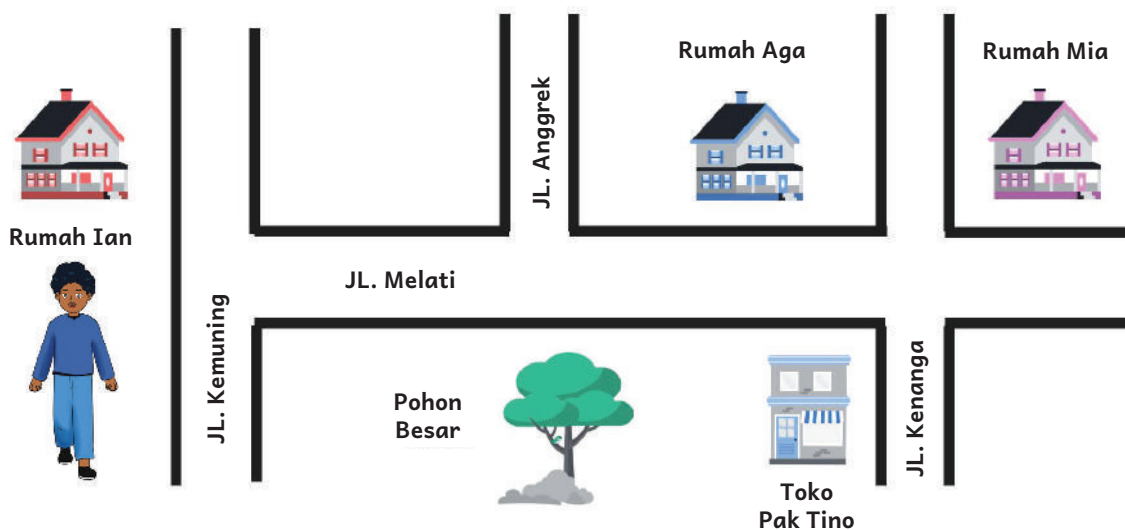 Rumah Aga
Rumah Mia
JL. Anggrek
Rumah Ian
JL. Melati
JL. Kemuning
Pohon
Besar
JL. Kenanga
Toko
Pak Tino